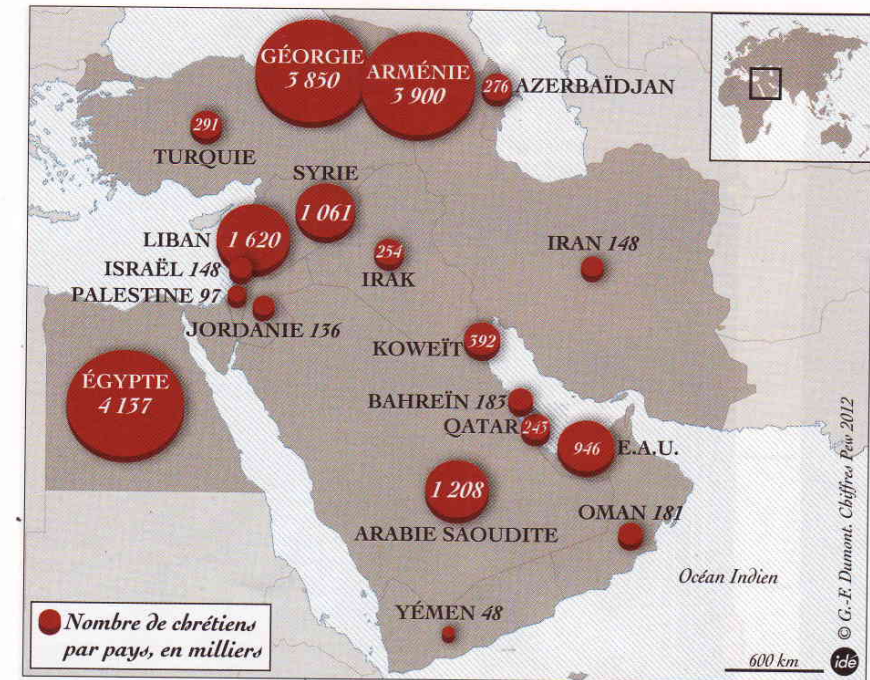 GÉORGIE
3 850
ARMÉNIE
3 900
276
AZERBAÏDJAN
291
TURQUIE
SYRIE
1 061
LIBAN
1 620
ISRAËL 148
PALESTINE 97
JORDANIE 136
254
IRAK
IRAN 148
KOWEÏT
392
ÉGYPTE
4 137
BAHREÏN 183
QATAR
243
946
E.A.U.
1 208
ARABIE SAOUDITE
OMAN 181
Océan Indien
YÉMEN 48
Nombre de chrétiens
par pays, en milliers
600 km
© G.-F. Dumont. Chiffres Pew 2012
idé